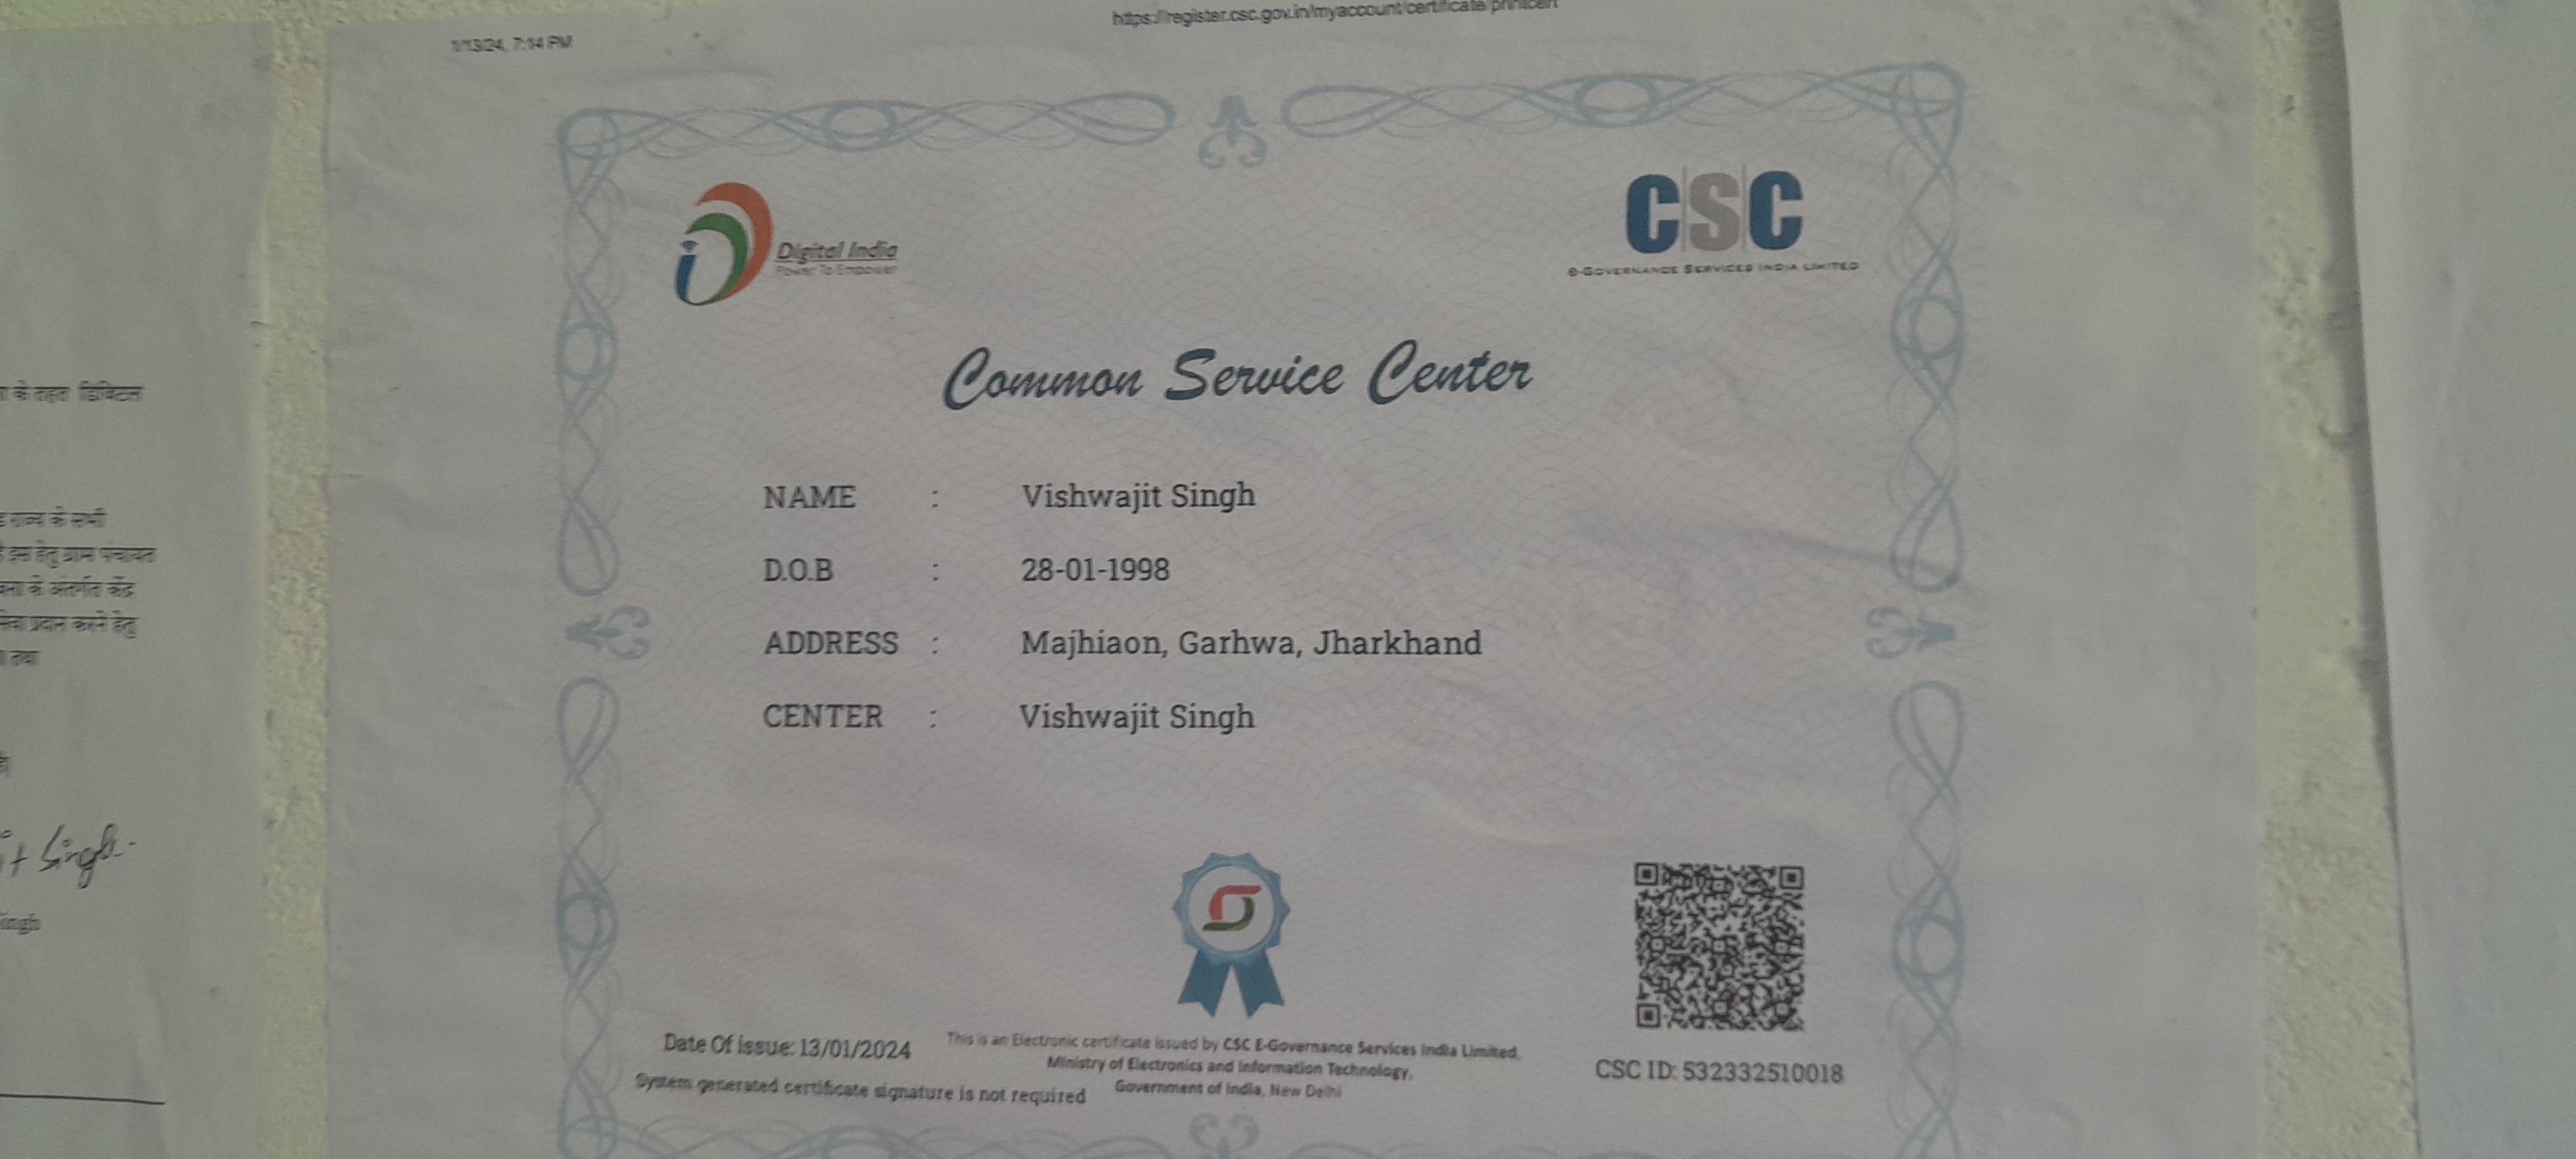 1/13/24, 7:14 PM
https://register.csc.gov.in/myaccount/certificate/printcert
Digital India
Power To Empower
CSC
e-Governance Services India Limited
Common Service Center
NAME : Vishwajit Singh
D.O.B : 28-01-1998
ADDRESS : Majhiaon, Garhwa, Jharkhand
CENTER : Vishwajit Singh
Date Of issue: 13/01/2024
System generated certificate signature is not required
This is an Electronic certificate issued by CSC E-Governance Services India Limited,
Ministry of Electronics and Information Technology,
Government of India, New Delhi
CSC ID: 532332510018
के तहत डिजिटल
राज्य के सभी
इस हेतु ग्राम पंचायत
के अंतर्गत केंद्र
प्रदान करने हेतु
तथा
Singh